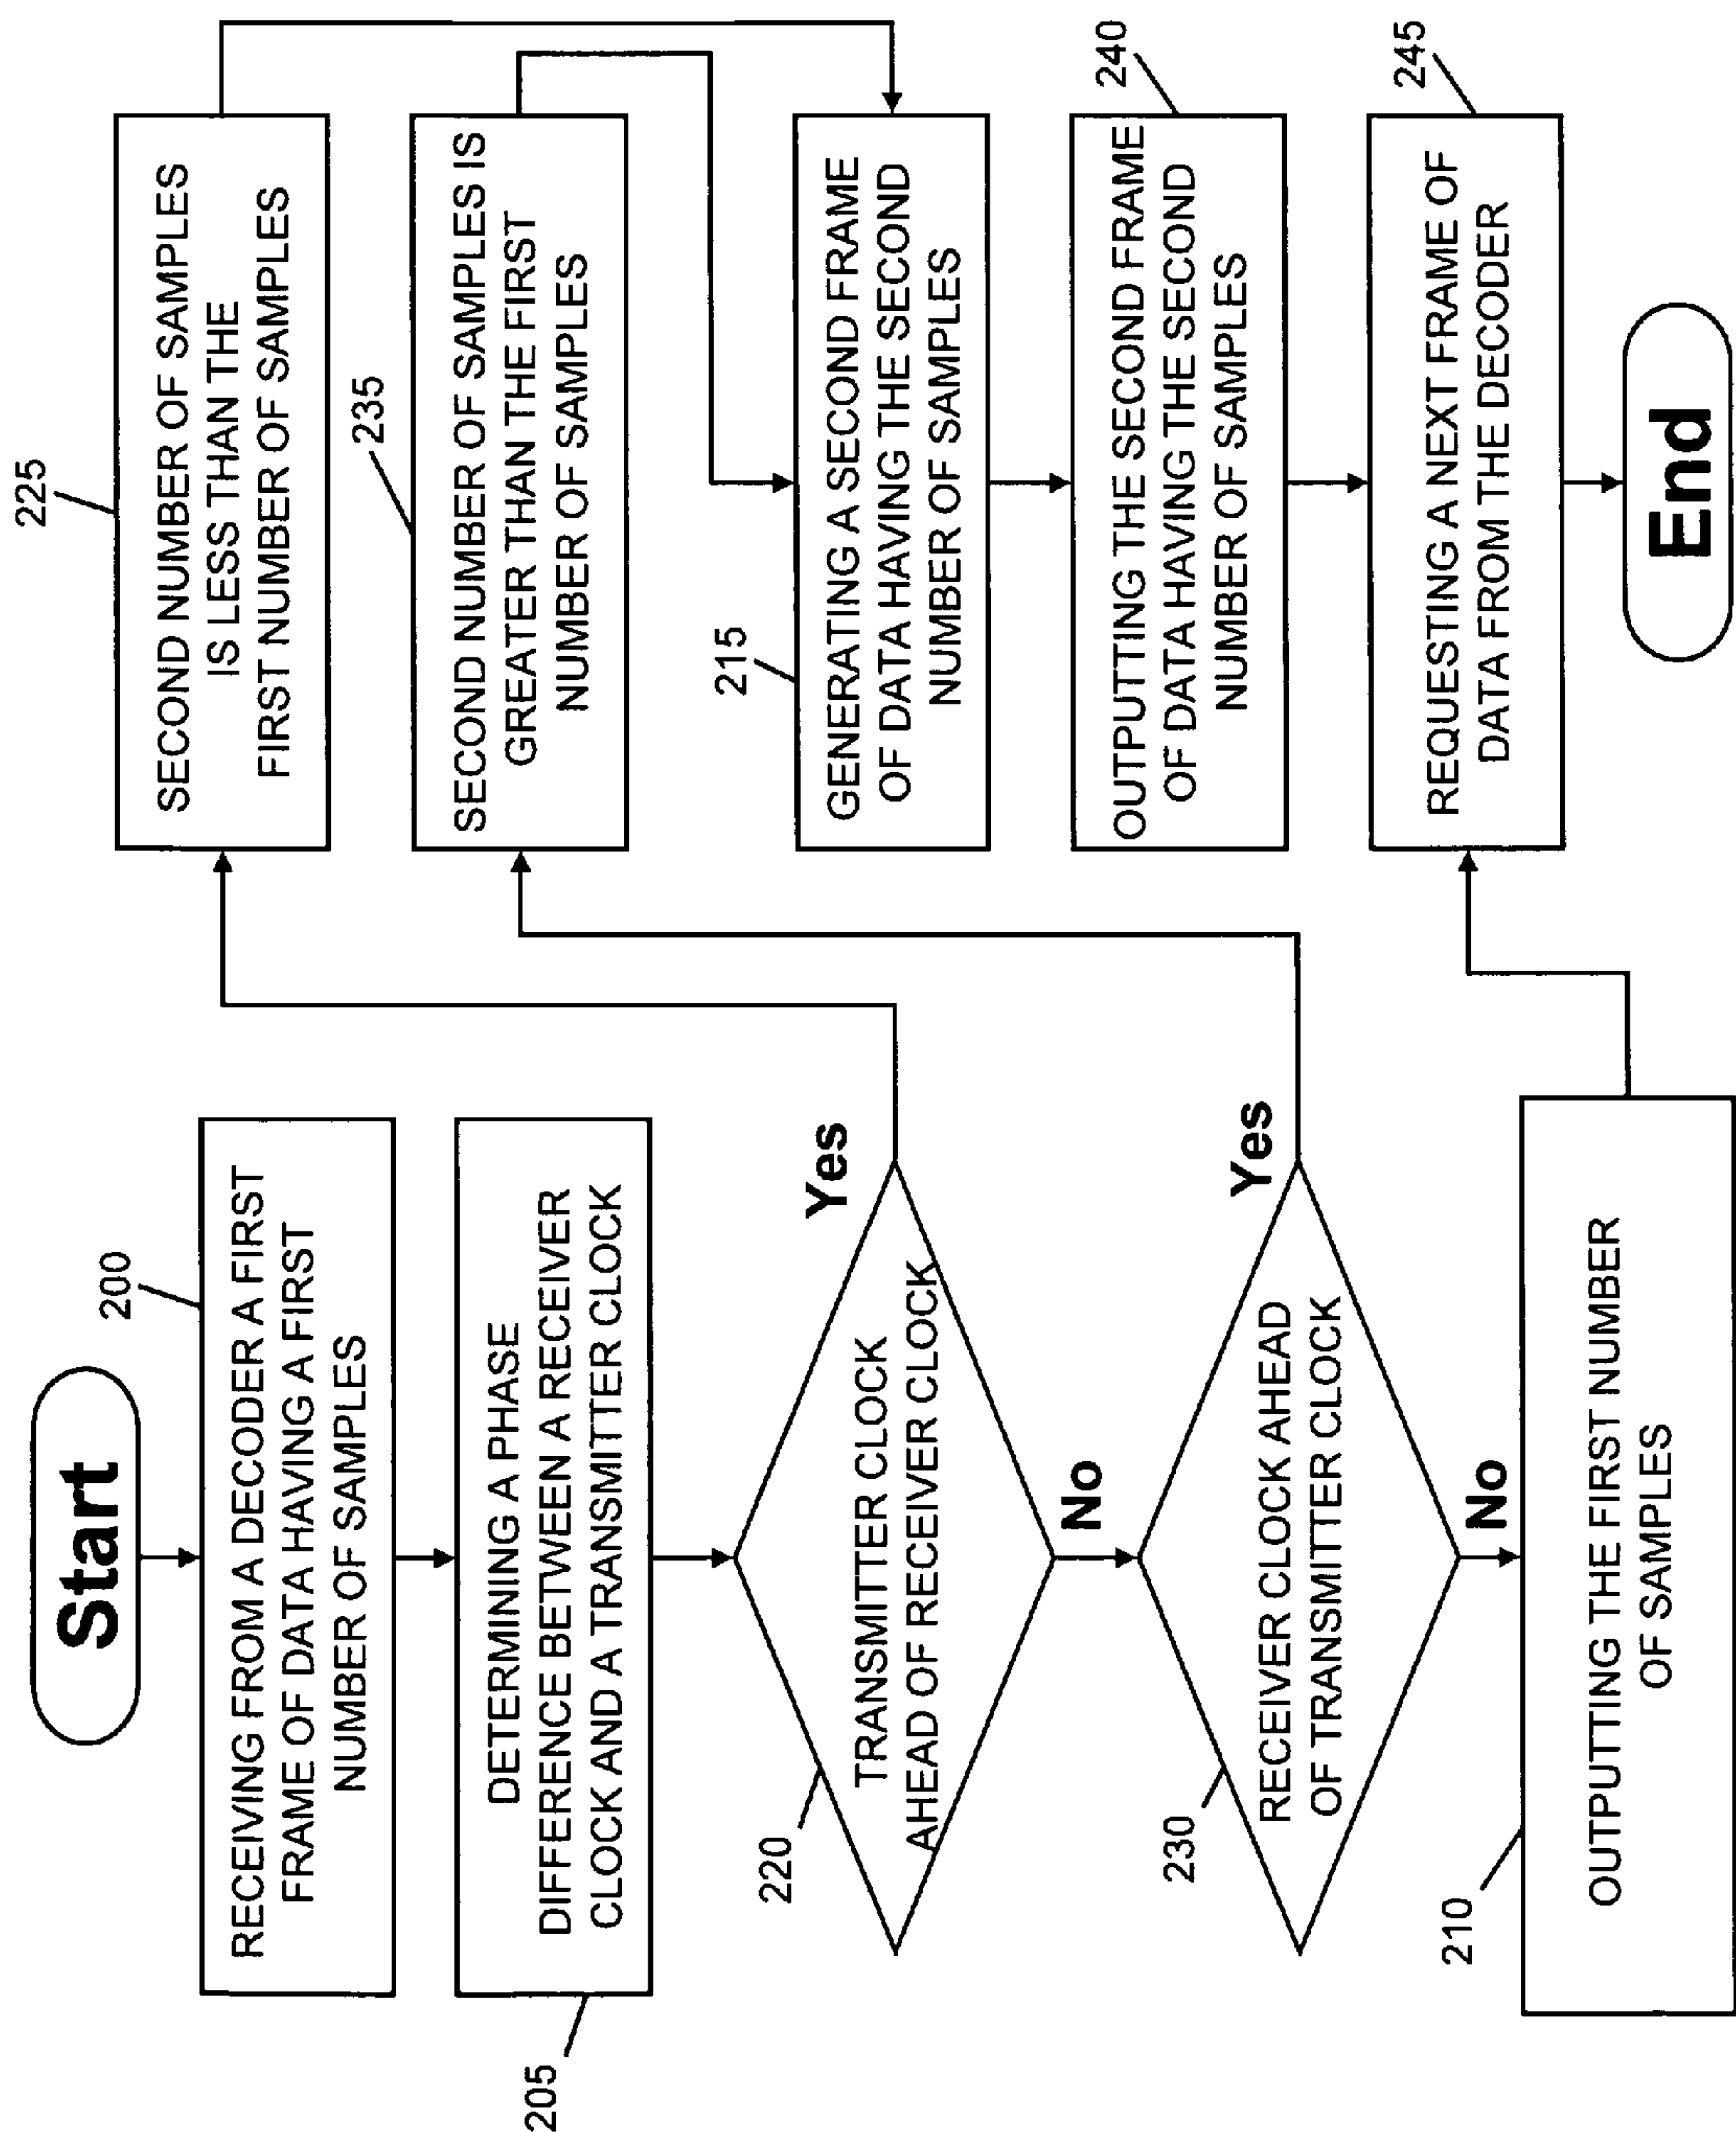 Start
200
RECEIVING FROM A DECODER A FIRST
FRAME OF DATA HAVING A FIRST
NUMBER OF SAMPLES
205
DETERMINING A PHASE
DIFFERENCE BETWEEN A RECEIVER
CLOCK AND A TRANSMITTER CLOCK
220
TRANSMITTER CLOCK
AHEAD OF RECEIVER CLOCK
Yes
No
230
RECEIVER CLOCK AHEAD
OF TRANSMITTER CLOCK
Yes
No
210
OUTPUTTING THE FIRST NUMBER
OF SAMPLES
225
SECOND NUMBER OF SAMPLES
IS LESS THAN THE
FIRST NUMBER OF SAMPLES
235
SECOND NUMBER OF SAMPLES IS
GREATER THAN THE FIRST
NUMBER OF SAMPLES
215
GENERATING A SECOND FRAME
OF DATA HAVING THE SECOND
NUMBER OF SAMPLES
240
OUTPUTING THE SECOND FRAME
OF DATA HAVING THE SECOND
NUMBER OF SAMPLES
245
REQUESTING A NEXT FRAME OF
DATA FROM THE DECODER
End